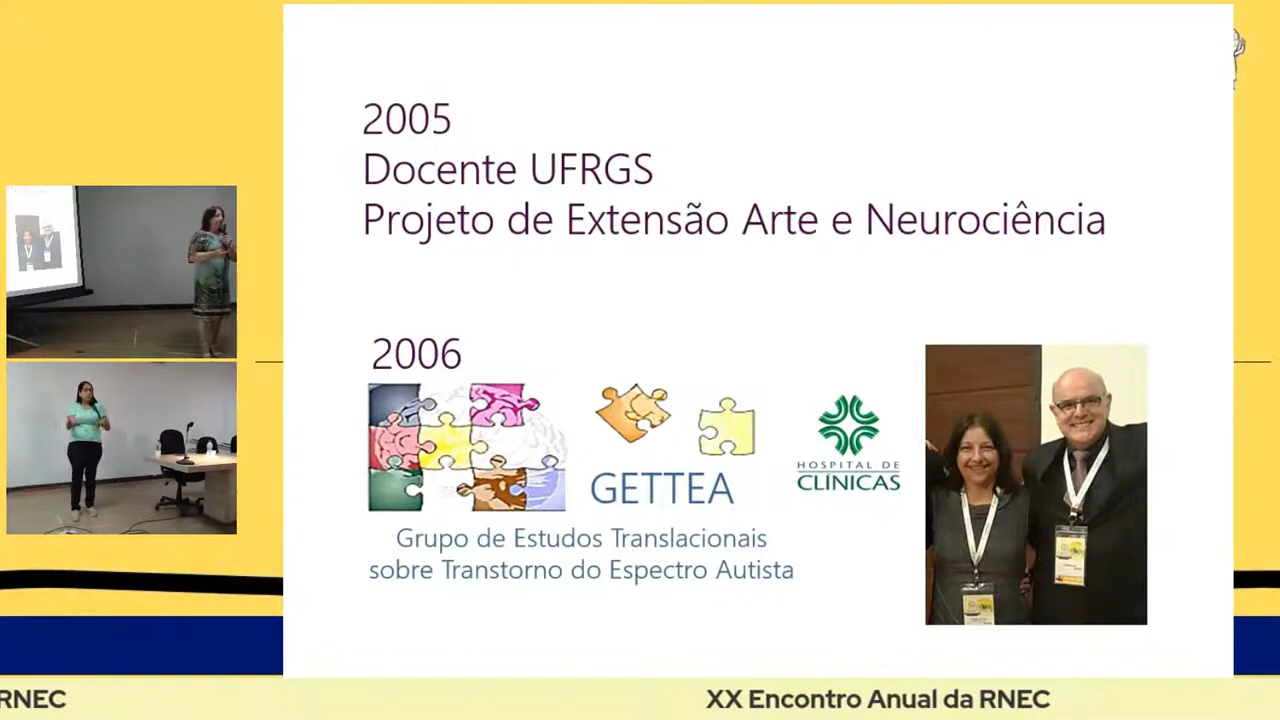 2005
Docente UFRGS
Projeto de Extensão Arte e Neurociência
2006
GETTEA
HOSPITAL DE
CLÍNICAS
Grupo de Estudos Translacionais
sobre Transtorno do Espectro Autista
RNEC
XX Encontro Anual da RNEC